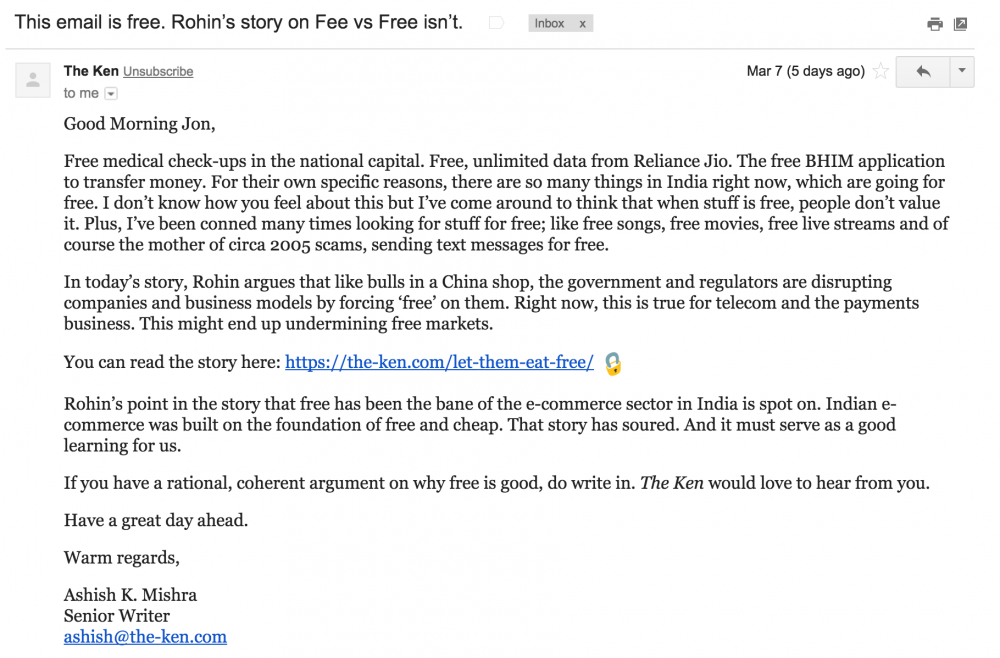 This email is free. Rohin’s story on Fee vs Free isn’t.
Inbox x
The Ken Unsubscribe
Mar 7 (5 days ago)
to me
Good Morning Jon,
Free medical check-ups in the national capital. Free, unlimited data from Reliance Jio. The free BHIM application
to transfer money. For their own specific reasons, there are so many things in India right now, which are going for
free. I don’t know how you feel about this but I’ve come around to think that when stuff is free, people don’t value
it. Plus, I’ve been conned many times looking for stuff for free; like free songs, free movies, free live streams and of
course the mother of circa 2005 scams, sending text messages for free.
In today’s story, Rohin argues that like bulls in a China shop, the government and regulators are disrupting
companies and business models by forcing ‘free’ on them. Right now, this is true for telecom and the payments
business. This might end up undermining free markets.
You can read the story here: https://the-ken.com/let-them-eat-free/
Rohin’s point in the story that free has been the bane of the e-commerce sector in India is spot on. Indian e-
commerce was built on the foundation of free and cheap. That story has soured. And it must serve as a good
learning for us.
If you have a rational, coherent argument on why free is good, do write in. The Ken would love to hear from you.
Have a great day ahead.
Warm regards,
Ashish K. Mishra
Senior Writer
ashish@the-ken.com